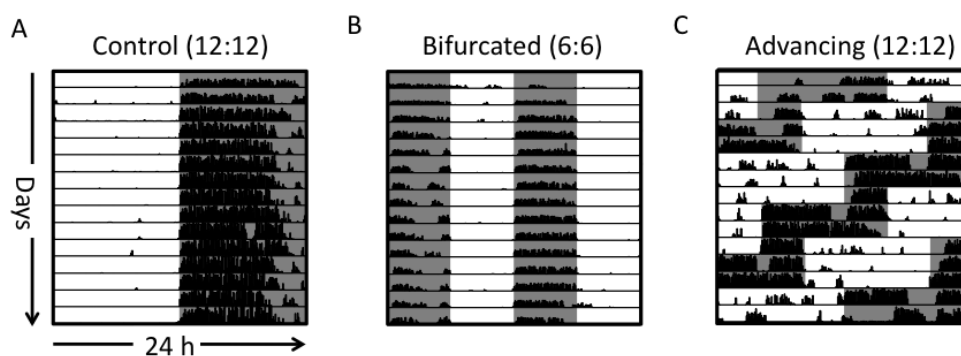 A
Control (12:12)
B
Bifurcated (6:6)
C
Advancing (12:12)
Days
24 h